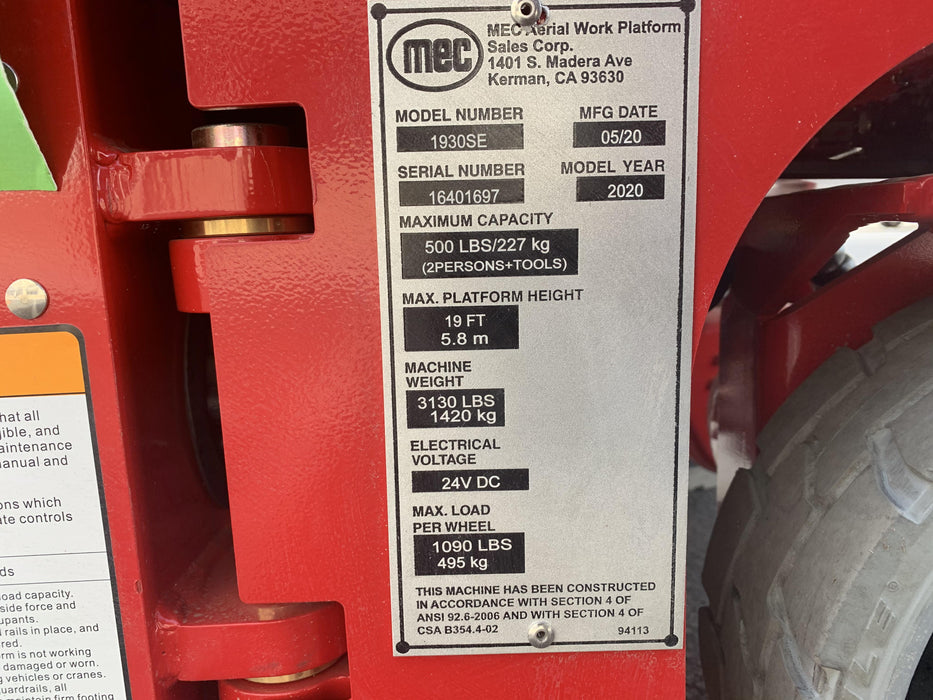 mec
MEC Aerial Work Platform
Sales Corp.
1401 S. Madera Ave
Kerman, CA 93630
MODEL NUMBER
1930SE
MFG DATE
05/20
SERIAL NUMBER
16401697
MODEL YEAR
2020
MAXIMUM CAPACITY
500 LBS/227 kg
(2PERSONS+TOOLS)
MAX. PLATFORM HEIGHT
19 FT
5.8 m
MACHINE
WEIGHT
3130 LBS
1420 kg
ELECTRICAL
VOLTAGE
24V DC
MAX. LOAD
PER WHEEL
1090 LBS
495 kg
THIS MACHINE HAS BEEN CONSTRUCTED
IN ACCORDANCE WITH SECTION 4 OF
ANSI 92.6-2006 AND WITH SECTION 4 OF
CSA B354.4-02
94113
hat all
gible, and
aintenance
anual and
ons which
ate controls
ds
load capacity.
side force and
upants.
rails in place, and
red.
rm is not working
damaged or worn.
g vehicles or cranes.
uardrails, all
maintain firm footing